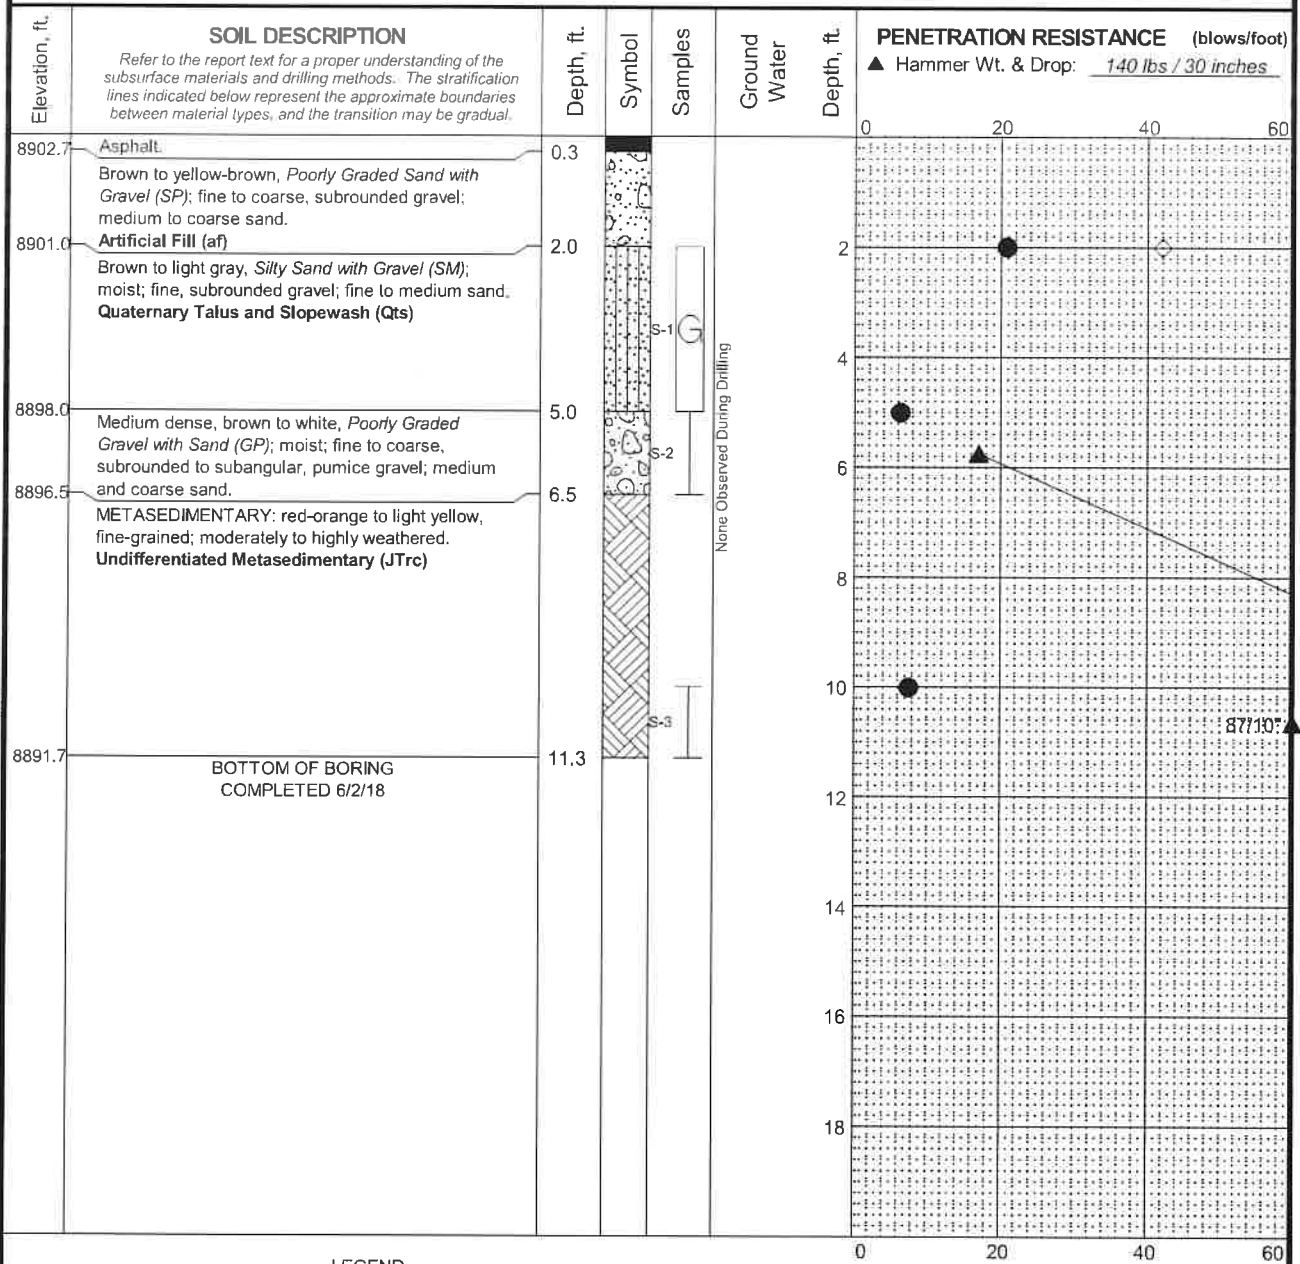 Elevation, ft.
SOIL DESCRIPTION
Refer to the report text for a proper understanding of the
subsurface materials and drilling methods. The stratification
lines indicated below represent the approximate boundaries
between material types, and the transition may be gradual.
Depth, ft.
Symbol
Samples
Ground
Water
Depth, ft.
PENETRATION RESISTANCE (blows/foot)
▲ Hammer Wt. & Drop: 140 lbs / 30 inches
0 20 40 60
8902.7 Asphalt. 0.3
Brown to yellow-brown, Poorly Graded Sand with
Gravel (SP); fine to coarse, subrounded gravel;
medium to coarse sand.
8901.0 Artificial Fill (af) 2.0 2
Brown to light gray, Silty Sand with Gravel (SM);
moist; fine, subrounded gravel; fine to medium sand.
Quaternary Talus and Slopewash (Qts)
S-1 G
None Observed During Drilling
4
8898.0 5.0
Medium dense, brown to white, Poorly Graded
Gravel with Sand (GP); moist; fine to coarse,
subrounded to subangular, pumice gravel; medium
and coarse sand.
S-2
6
8896.5 6.5
METASEDIMENTARY: red-orange to light yellow,
fine-grained; moderately to highly weathered.
Undifferentiated Metasedimentary (JTrc)
8
10
S-3
87/10"
8891.7 11.3
BOTTOM OF BORING
COMPLETED 6/2/18
12
14
16
18
0 20 40 60
LEGEND